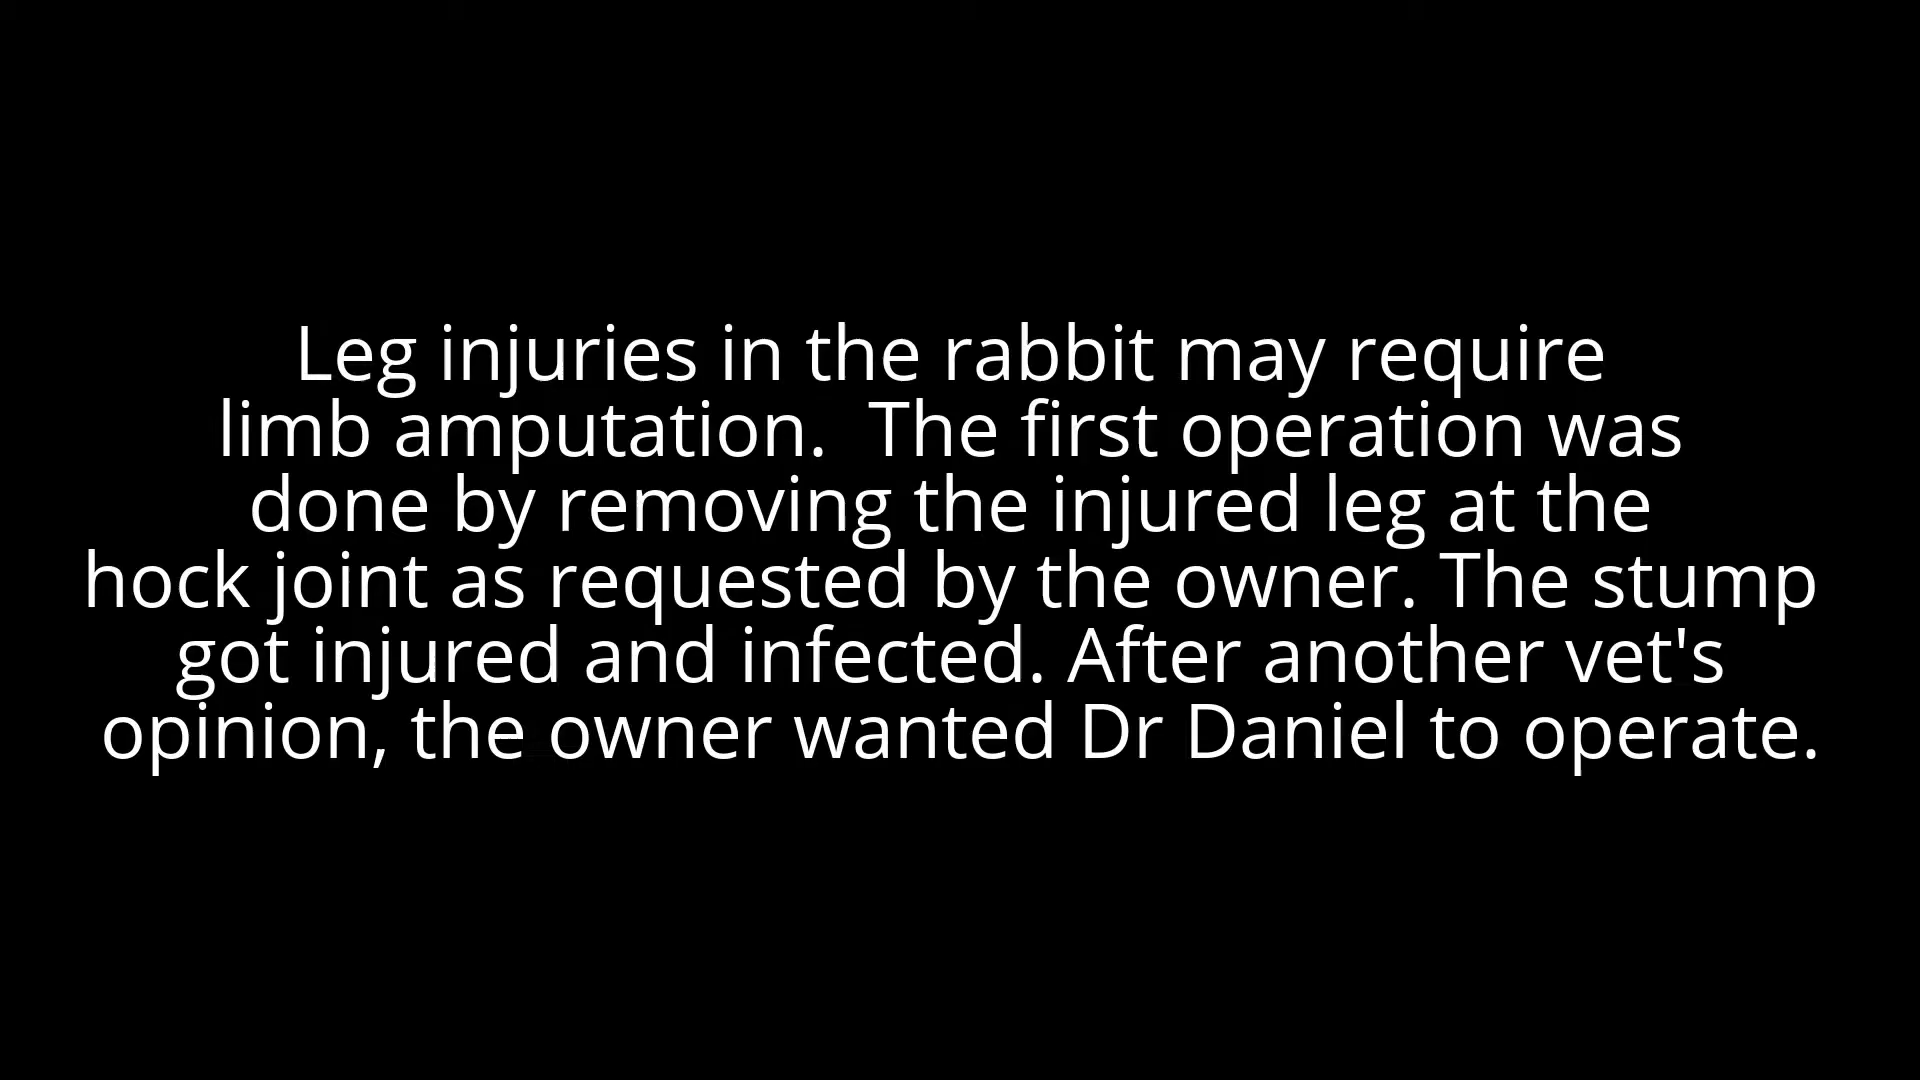 Leg injuries in the rabbit may require
limb amputation.  The first operation was
done by removing the injured leg at the
hock joint as requested by the owner. The stump
got injured and infected. After another vet's
opinion, the owner wanted Dr Daniel to operate.